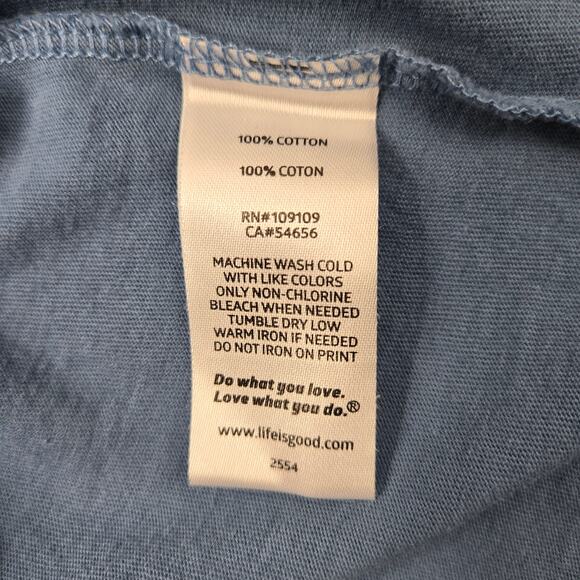 100% COTTON
100% COTON
RN#109109
CA#54656
MACHINE WASH COLD
WITH LIKE COLORS
ONLY NON-CHLORINE
BLEACH WHEN NEEDED
TUMBLE DRY LOW
WARM IRON IF NEEDED
DO NOT IRON ON PRINT
Do what you love.
Love what you do.®
www.lifeisgood.com
2554